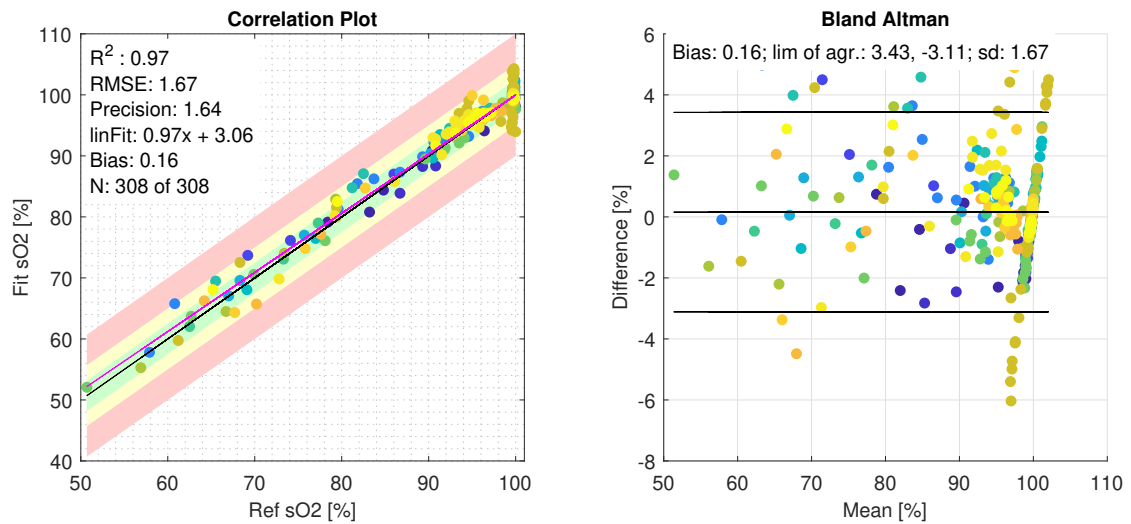 Correlation Plot
R² : 0.97
RMSE: 1.67
Precision: 1.64
linFit: 0.97x + 3.06
Bias: 0.16
N: 308 of 308
110
100
90
80
70
60
50
40
50
60
70
80
90
100
Fit sO2 [%]
Ref sO2 [%]
Bland Altman
Bias: 0.16; lim of agr.: 3.43, -3.11; sd: 1.67
6
4
2
0
-2
-4
-6
-8
50
60
70
80
90
100
110
Difference [%]
Mean [%]